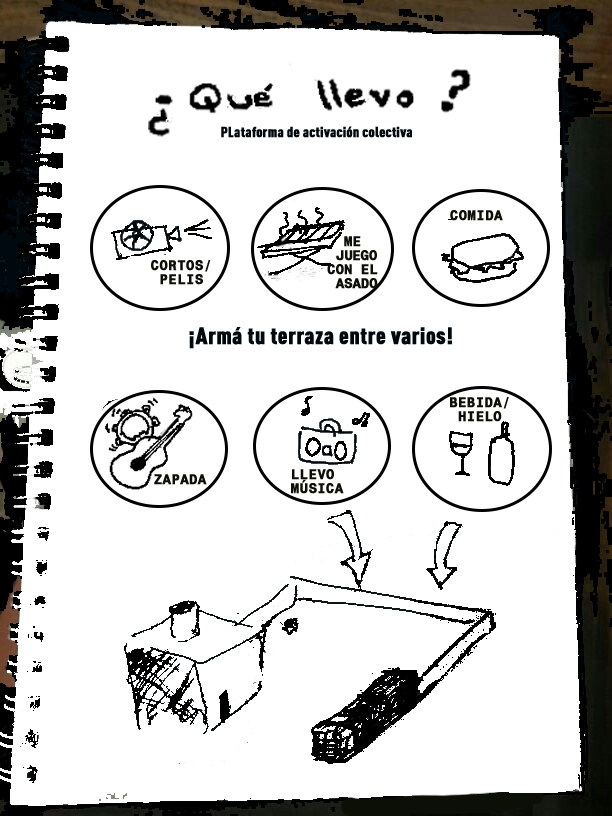 ¿Qué llevo?
PLataforma de activación colectiva
CORTOS/
PELIS
ME
JUEGO
CON EL
ASADO
COMIDA
¡Armá tu terraza entre varios!
ZAPADA
LLEVO
MÚSICA
BEBIDA/
HIELO